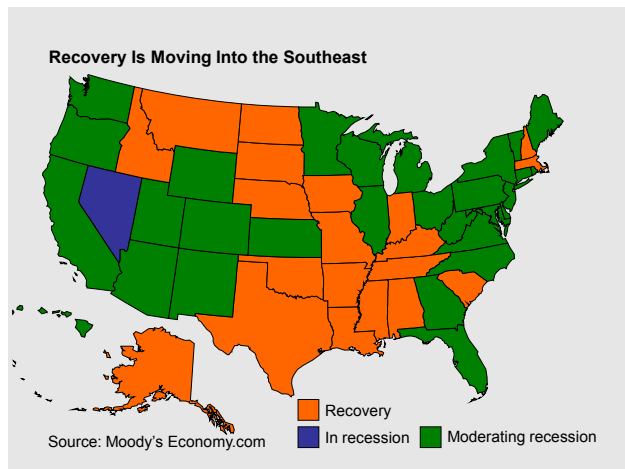 Recovery Is Moving Into the Southeast
Recovery
In recession
Moderating recession
Source: Moody's Economy.com